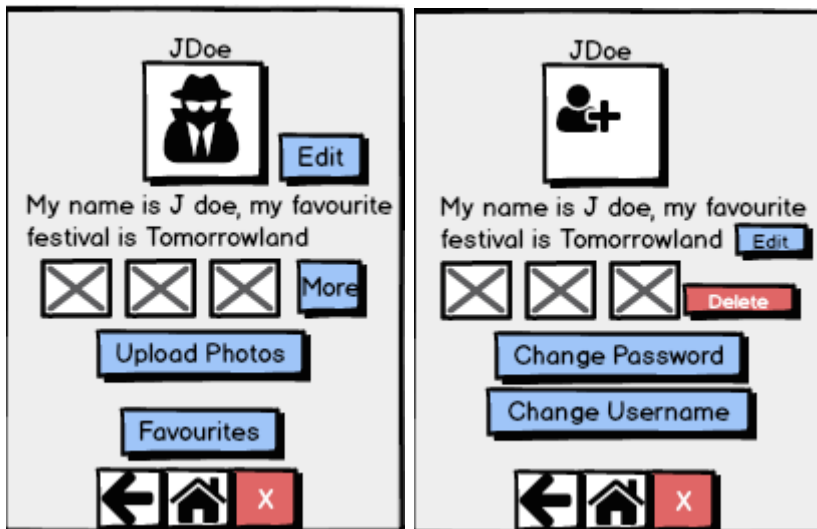 JDoe
Edit
My name is J doe, my favourite
festival is Tomorrowland
More
Upload Photos
Favourites
X
JDoe
My name is J doe, my favourite
festival is Tomorrowland
Edit
Delete
Change Password
Change Username
X